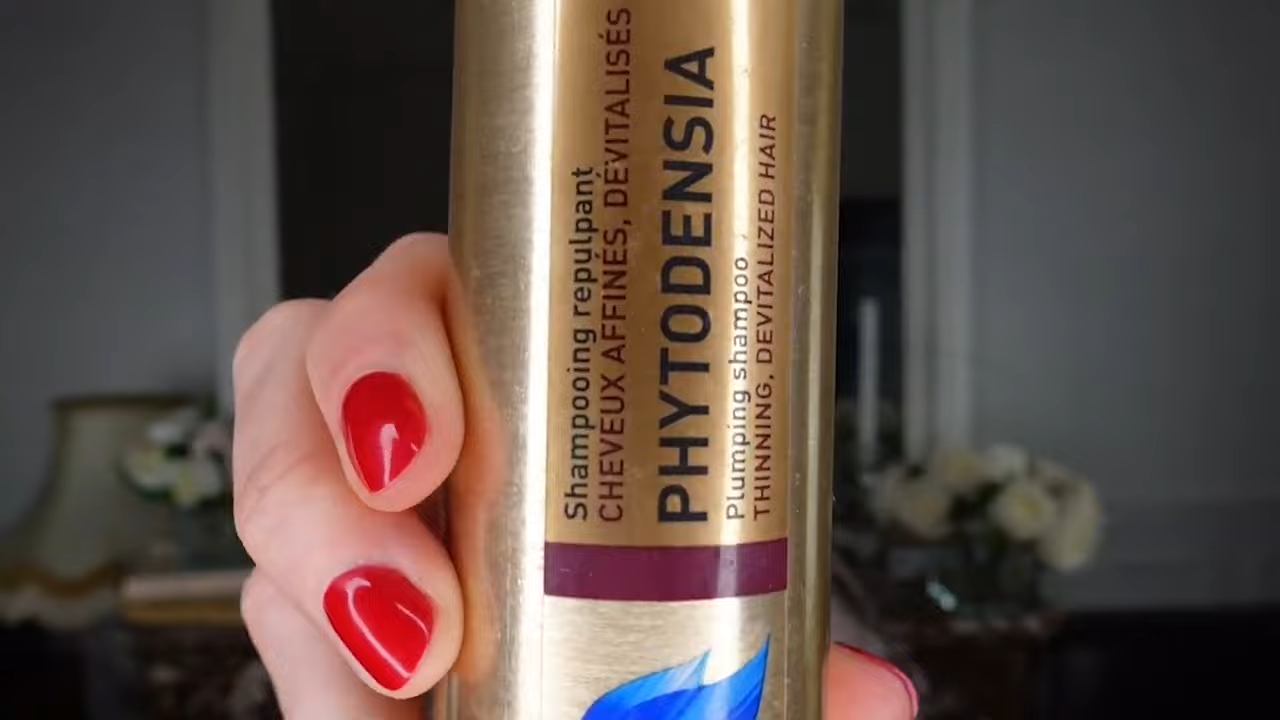 Shampooing repulpant
CHEVEUX AFFINÉS, DÉVITALISÉS
PHYTODENSIA
Plumping shampoo
THINNING, DEVITALIZED HAIR